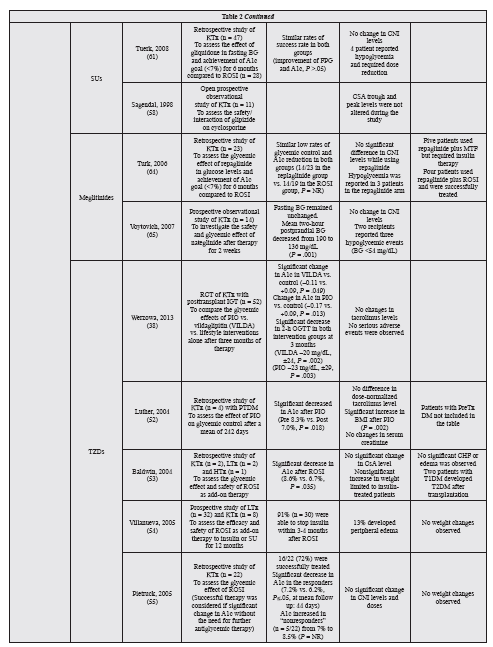 Table 2 Continued
SUs
Tuerk, 2008
(61)
Retrospective study of
KTx (n = 47)
To assess the effect of
gliquidone in fasting BG
and achievement of A1c
goal (<7%) for 6 months
compared to ROSI (n = 28)
Similar rates of
success rate in both
groups
(improvement of FPG
and A1c, P >.05)
No change in CNI
levels
4 patient reported
hypoglycemia
and required dose
reduction
Sagendal, 1998
(58)
Open prospective
observational
study of KTx (n = 11)
To assess the safety/
interaction of glipizide
on cyclosporine
CSA trough and
peak levels were not
altered during the
study
Meglitinides
Turk, 2006
(64)
Retrospective study of
KTx (n = 23)
To assess the glycemic
effect of repaglinide
in glucose levels and
achievement of A1c
goal (<7%) for 6 months
compared to ROSI
Similar low rates of
glycemic control and
A1c reduction in both
groups (14/23 in the
repaglinide group
vs. 14/19 in the ROSI
group, P = NR)
No significant
difference in CNI
levels while using
repaglinide
Hypoglycemia was
reported in 3 patients
in the repaglinide arm
Five patients used
repaglinide plus MTF
but required insulin
therapy
Four patients used
repaglinide plus ROSI
and were successfully
treated
Voytovich, 2007
(65)
Prospective observational
study of KTx (n = 14)
To investigate the safety
and glycemic effect of
nateglinide after therapy
for 2 weeks
Fasting BG remained
unchanged.
Mean two-hour
postprandial BG
decreased from 190 to
136 mg/dL
(P = .001)
No change in CNI
levels
Two recipients
reported three
hypoglycemic events
(BG <54 mg/dL)
TZDs
Werzowa, 2013
(38)
RCT of KTx with
posttransplant IGT (n = 52)
To compare the glycemic
effects of PIO vs.
vildagliptin (VILDA)
vs. lifestyle interventions
alone after three months of
therapy
Significant change
in A1c in VILDA vs.
control (–0.11 vs.
+0.09, P = .049)
Change in A1c in PIO
vs. control (–0.17 vs.
+0.09, P = .013)
Significant decrease
in 2-h OGTT in both
intervention groups at
3 months
(VILDA –20 mg/dL,
±24, P = .002)
(PIO –23 mg/dL, ±29,
P = .003)
No changes in
tacrolimus levels
No serious adverse
events were observed
Luther, 2004
(52)
Retrospective study of
KTx (n = 4) with PTDM
To assess the effect of PIO
on glycemic control after a
mean of 242 days
Significant decreased
in A1c after PIO
(Pre 8.3% vs. Post
7.0%, P = .018)
No difference in
dose-normalized
tacrolimus level
Significant increase in
BMI after PIO
(P = .002)
No changes in serum
creatinine
Patients with PreTx
DM not included in
the table
Baldwin, 2004
(53)
Retrospective study of
KTx (n = 2), LTx (n = 2)
and HTx (n = 1)
To assess the glycemic
effect and safety of ROSI
as add-on therapy
Significant decrease in
A1c after ROSI
(8.6% vs. 6.7%,
P = .035)
No significant change
in CsA level
Nonsignificant
increase in weight
limited to insulin-
treated patients
No significant CHF or
edema was observed
Two patients with
T1DM developed
T2DM after
transplantation
Villanueva, 2005
(54)
Prospective study of LTx
(n = 32) and KTx (n = 8)
To assess the efficacy and
safety of ROSI as add-on
therapy to insulin or SU
for 12 months
91% (n = 30) were
able to stop insulin
within 3-4 months
after ROSI
13% developed
peripheral edema
No weight changes
observed
Pietruck, 2005
(55)
Retrospective study of
KTx (n = 22)
To assess the glycemic
effect of ROSI
(Successful therapy was
considered if significant
change in A1c without
the need for further
antiglycemic therapy)
16/22 (72%) were
successfully treated
Significant decrease in
A1c in the responders
(7.2% vs. 6.2%,
P≤.05, at mean follow
up: 44 days)
A1c increased in
"nonresponders"
(n = 5/22) from 7% to
8.5% (P = NR)
No significant change
in CNI levels and
doses
No weight changes
observed